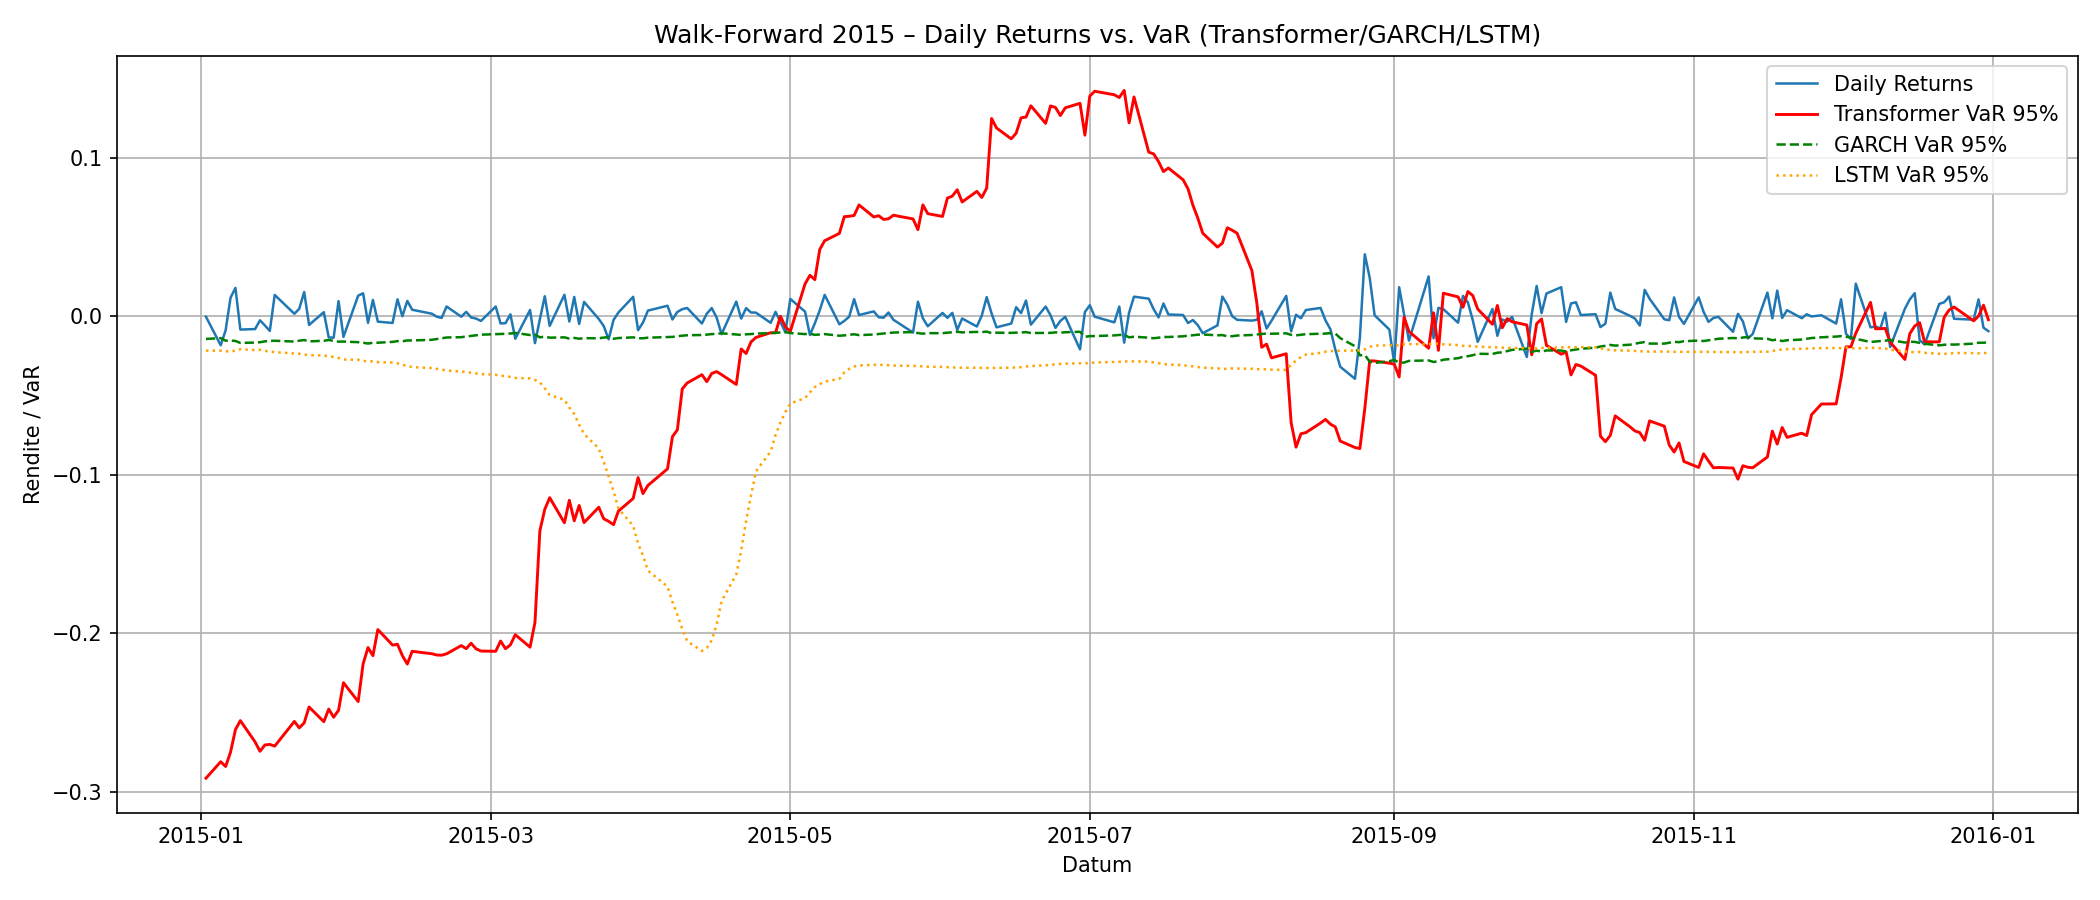 Walk-Forward 2015 – Daily Returns vs. VaR (Transformer/GARCH/LSTM)
Daily Returns
Transformer VaR 95%
GARCH VaR 95%
LSTM VaR 95%
Rendite / VaR
0.1
0.0
−0.1
−0.2
−0.3
2015-01
2015-03
2015-05
2015-07
2015-09
2015-11
2016-01
Datum